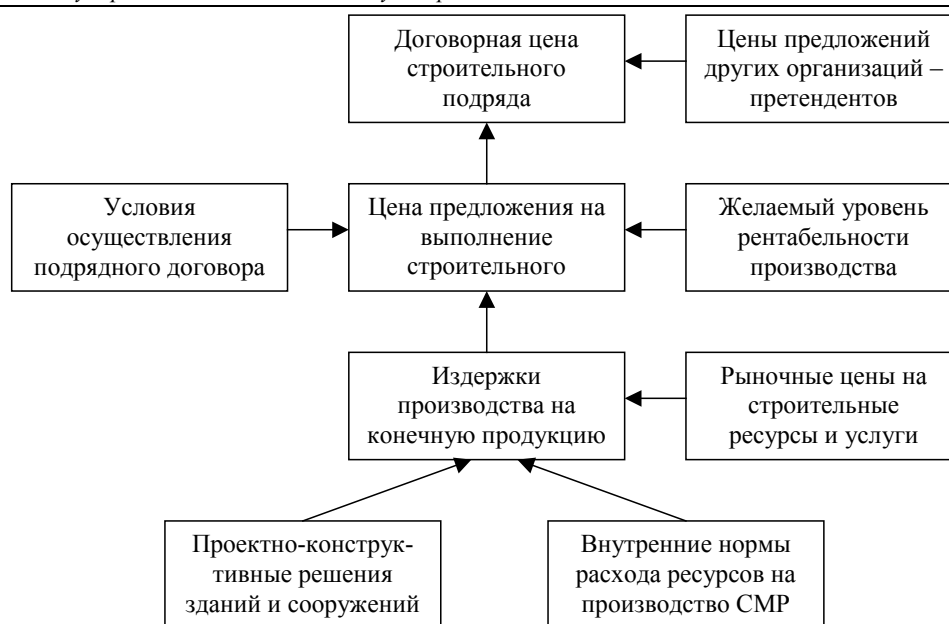 Договорная цена
строительного
подряда
Цены предложений
других организаций –
претендентов
Условия
осуществления
подрядного договора
Цена предложения на
выполнение
строительного
Желаемый уровень
рентабельности
производства
Издержки
производства на
конечную продукцию
Рыночные цены на
строительные
ресурсы и услуги
Проектно-конструк-
тивные решения
зданий и сооружений
Внутренние нормы
расхода ресурсов на
производство СМР